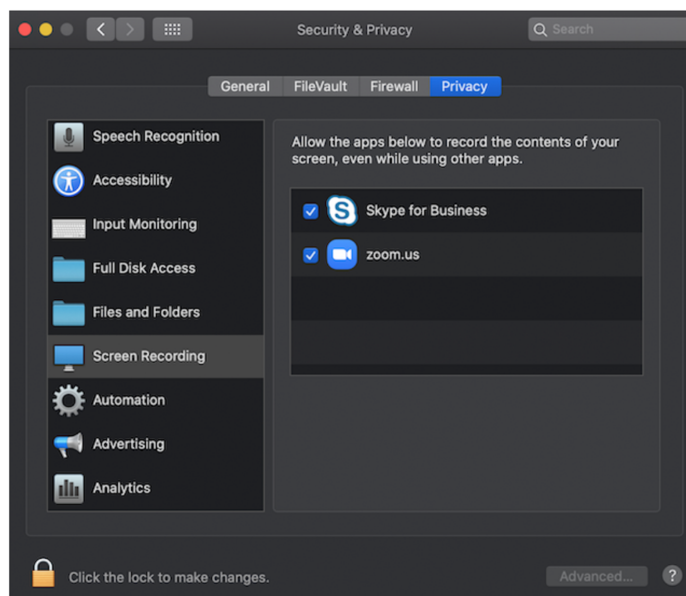 Security & Privacy
Search
General
FileVault
Firewall
Privacy
Speech Recognition
Accessibility
Input Monitoring
Full Disk Access
Files and Folders
Screen Recording
Automation
Advertising
Analytics
Allow the apps below to record the contents of your
screen, even while using other apps.
Skype for Business
zoom.us
Click the lock to make changes.
Advanced...
?